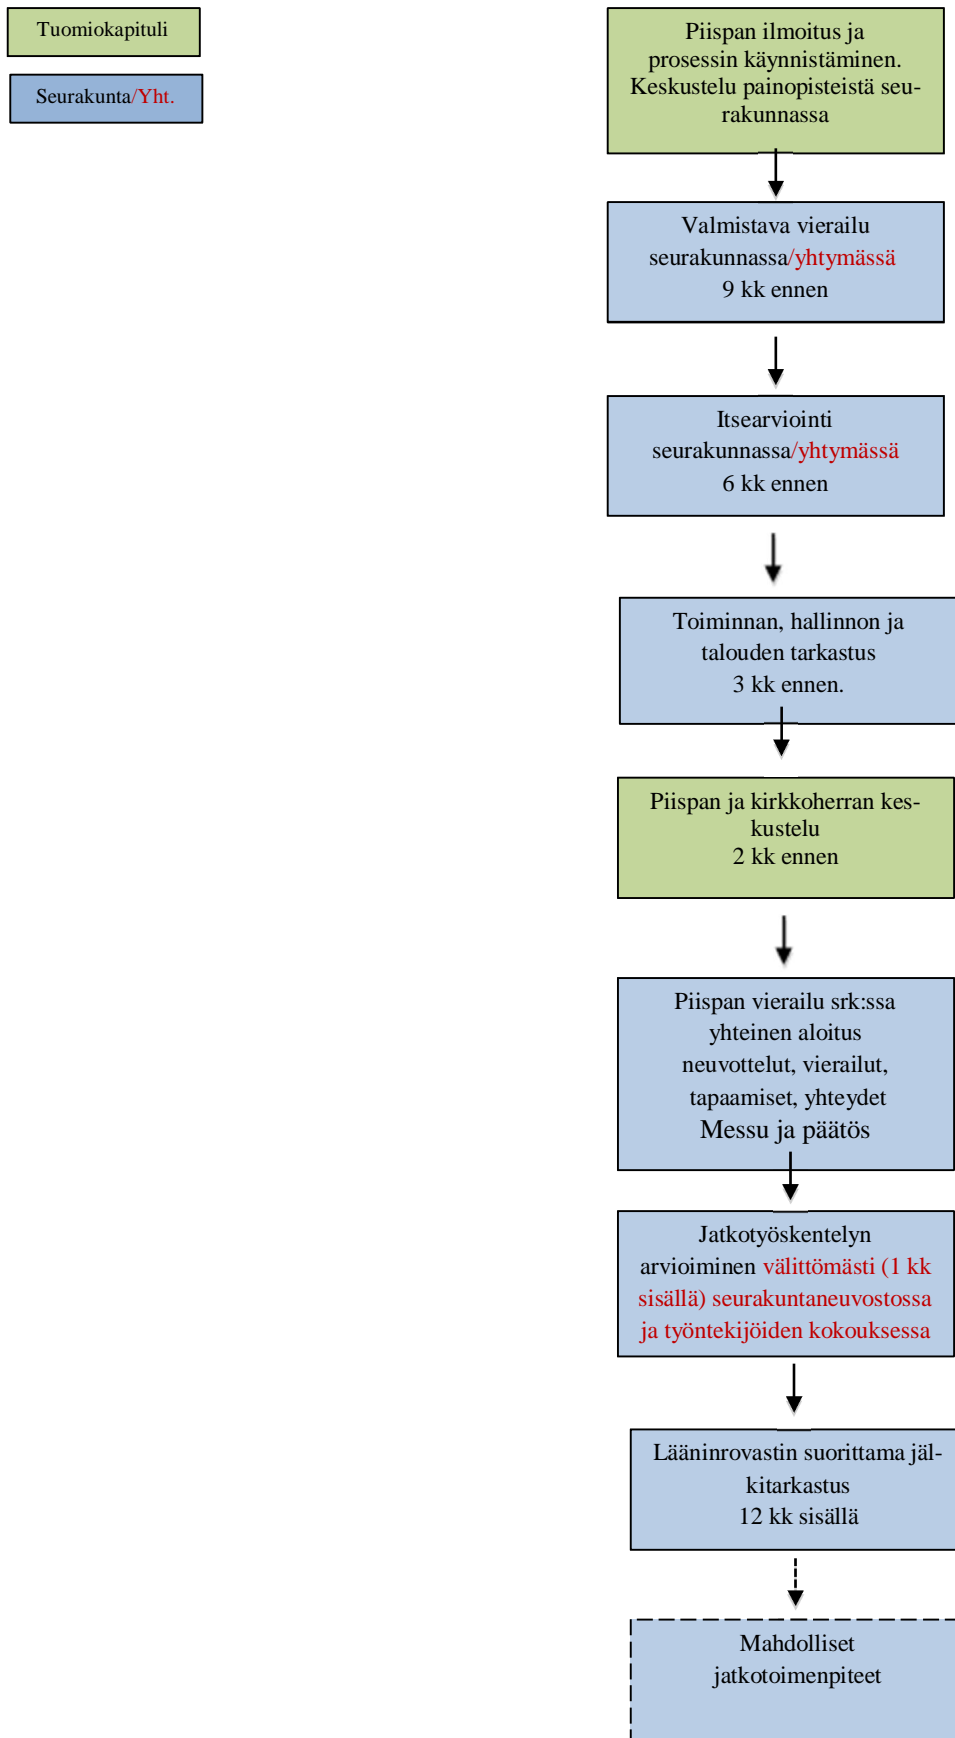 Tuomiokapituli
Seurakunta/Yht.
Piispan ilmoitus ja
prosessin käynnistäminen.
Keskustelu painopisteistä seu-
rakunnassa
Valmistava vierailu
seurakunnassa/yhtymässä
9 kk ennen
Itsearviointi
seurakunnassa/yhtymässä
6 kk ennen
Toiminnan, hallinnon ja
talouden tarkastus
3 kk ennen.
Piispan ja kirkkoherran kes-
kustelu
2 kk ennen
Piispan vierailu srk:ssa
yhteinen aloitus
neuvottelut, vierailut,
tapaamiset, yhteydet
Messu ja päätös
Jatkotyöskentelyn
arvioiminen välittömästi (1 kk
sisällä) seurakuntaneuvostossa
ja työntekijöiden kokouksessa
Lääninrovastin suorittama jäl-
kitarkastus
12 kk sisällä
Mahdolliset
jatkotoimenpiteet